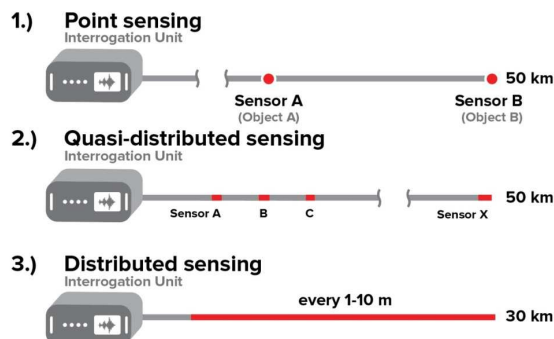 1.) Point sensing
Interrogation Unit
50 km
Sensor A
(Object A)
Sensor B
(Object B)
2.) Quasi-distributed sensing
Interrogation Unit
50 km
Sensor A B C Sensor X
3.) Distributed sensing
Interrogation Unit
every 1-10 m
30 km